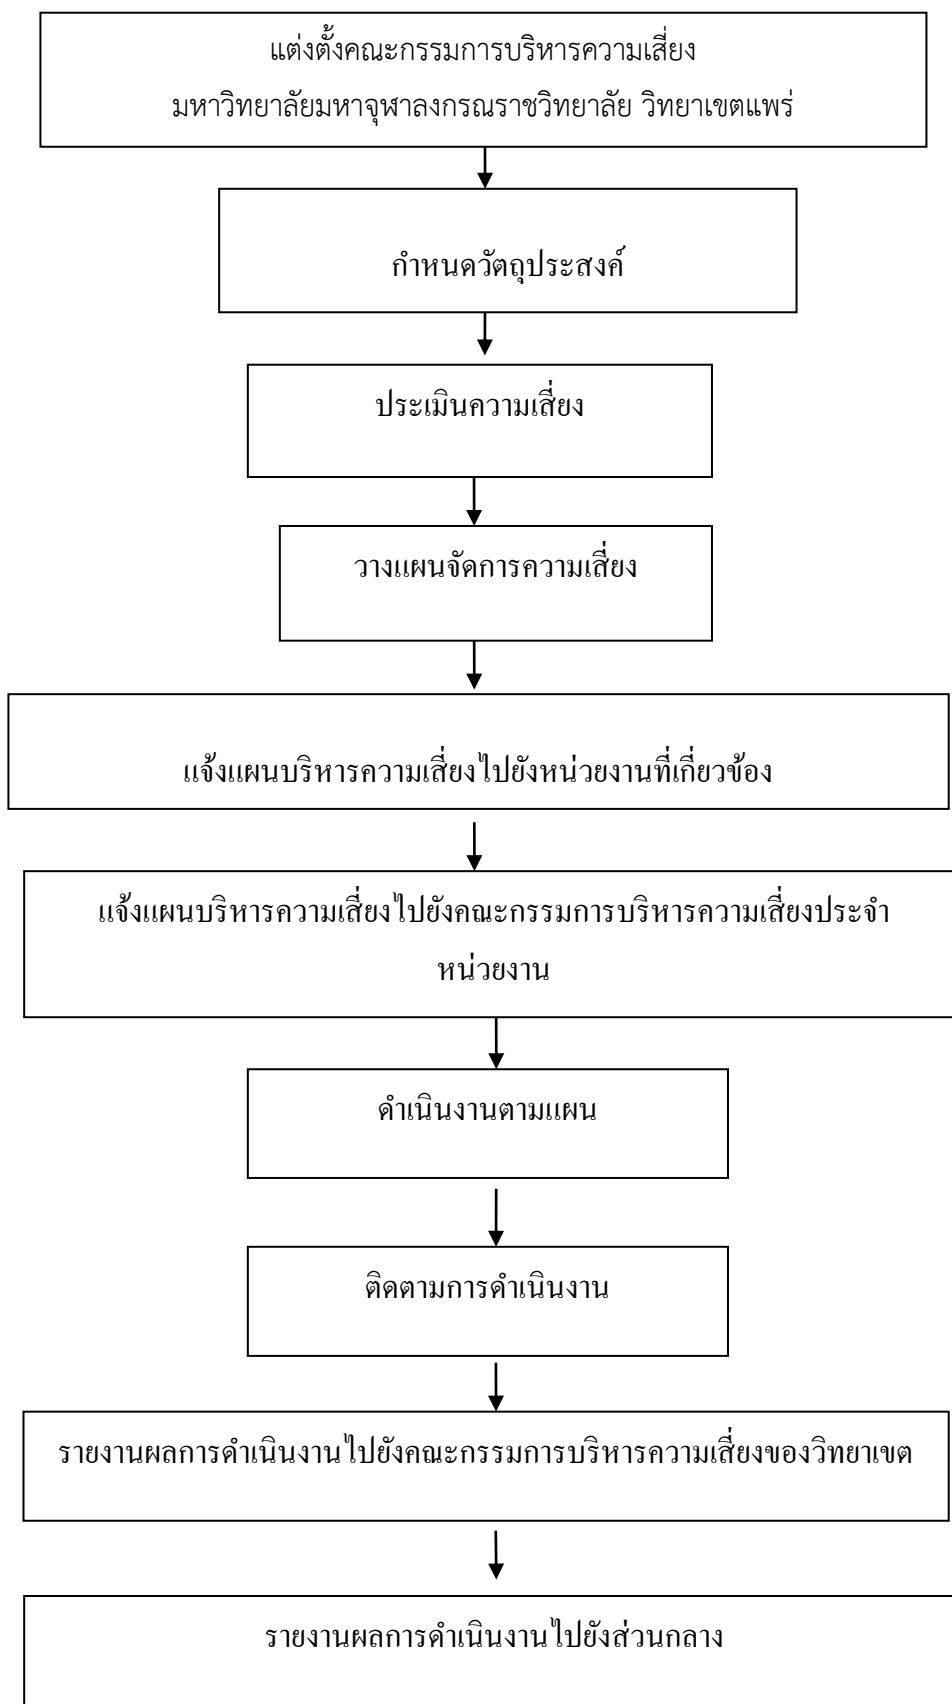 แต่งตั้งคณะกรรมการบริหารความเสี่ยง
มหาวิทยาลัยมหาจุฬาลงกรณราชวิทยาลัย วิทยาเขตแพร่
กำหนดวัตถุประสงค์
ประเมินความเสี่ยง
วางแผนจัดการความเสี่ยง
แจ้งแผนบริหารความเสี่ยงไปยังหน่วยงานที่เกี่ยวข้อง
แจ้งแผนบริหารความเสี่ยงไปยังคณะกรรมการบริหารความเสี่ยงประจำ
หน่วยงาน
ดำเนินงานตามแผน
ติดตามการดำเนินงาน
รายงานผลการดำเนินงานไปยังคณะกรรมการบริหารความเสี่ยงของวิทยาเขต
รายงานผลการดำเนินงานไปยังส่วนกลาง